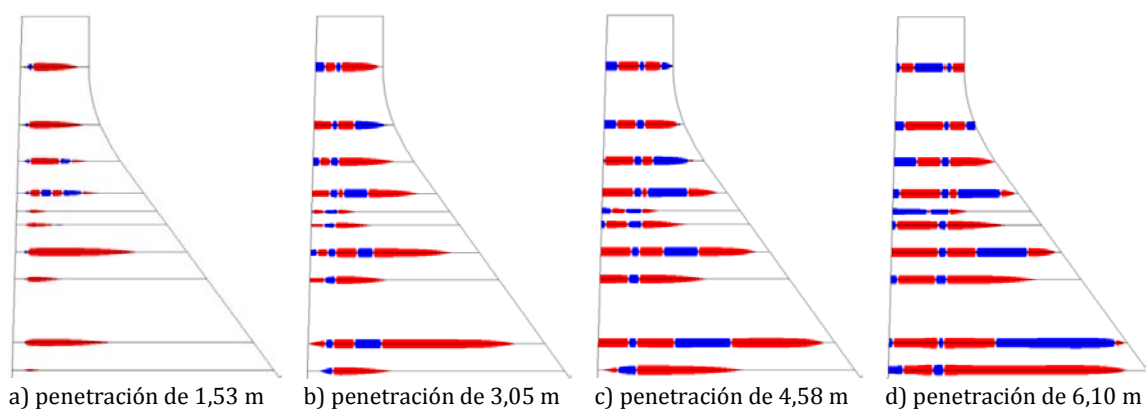 a) penetración de 1,53 m
b) penetración de 3,05 m
c) penetración de 4,58 m
d) penetración de 6,10 m